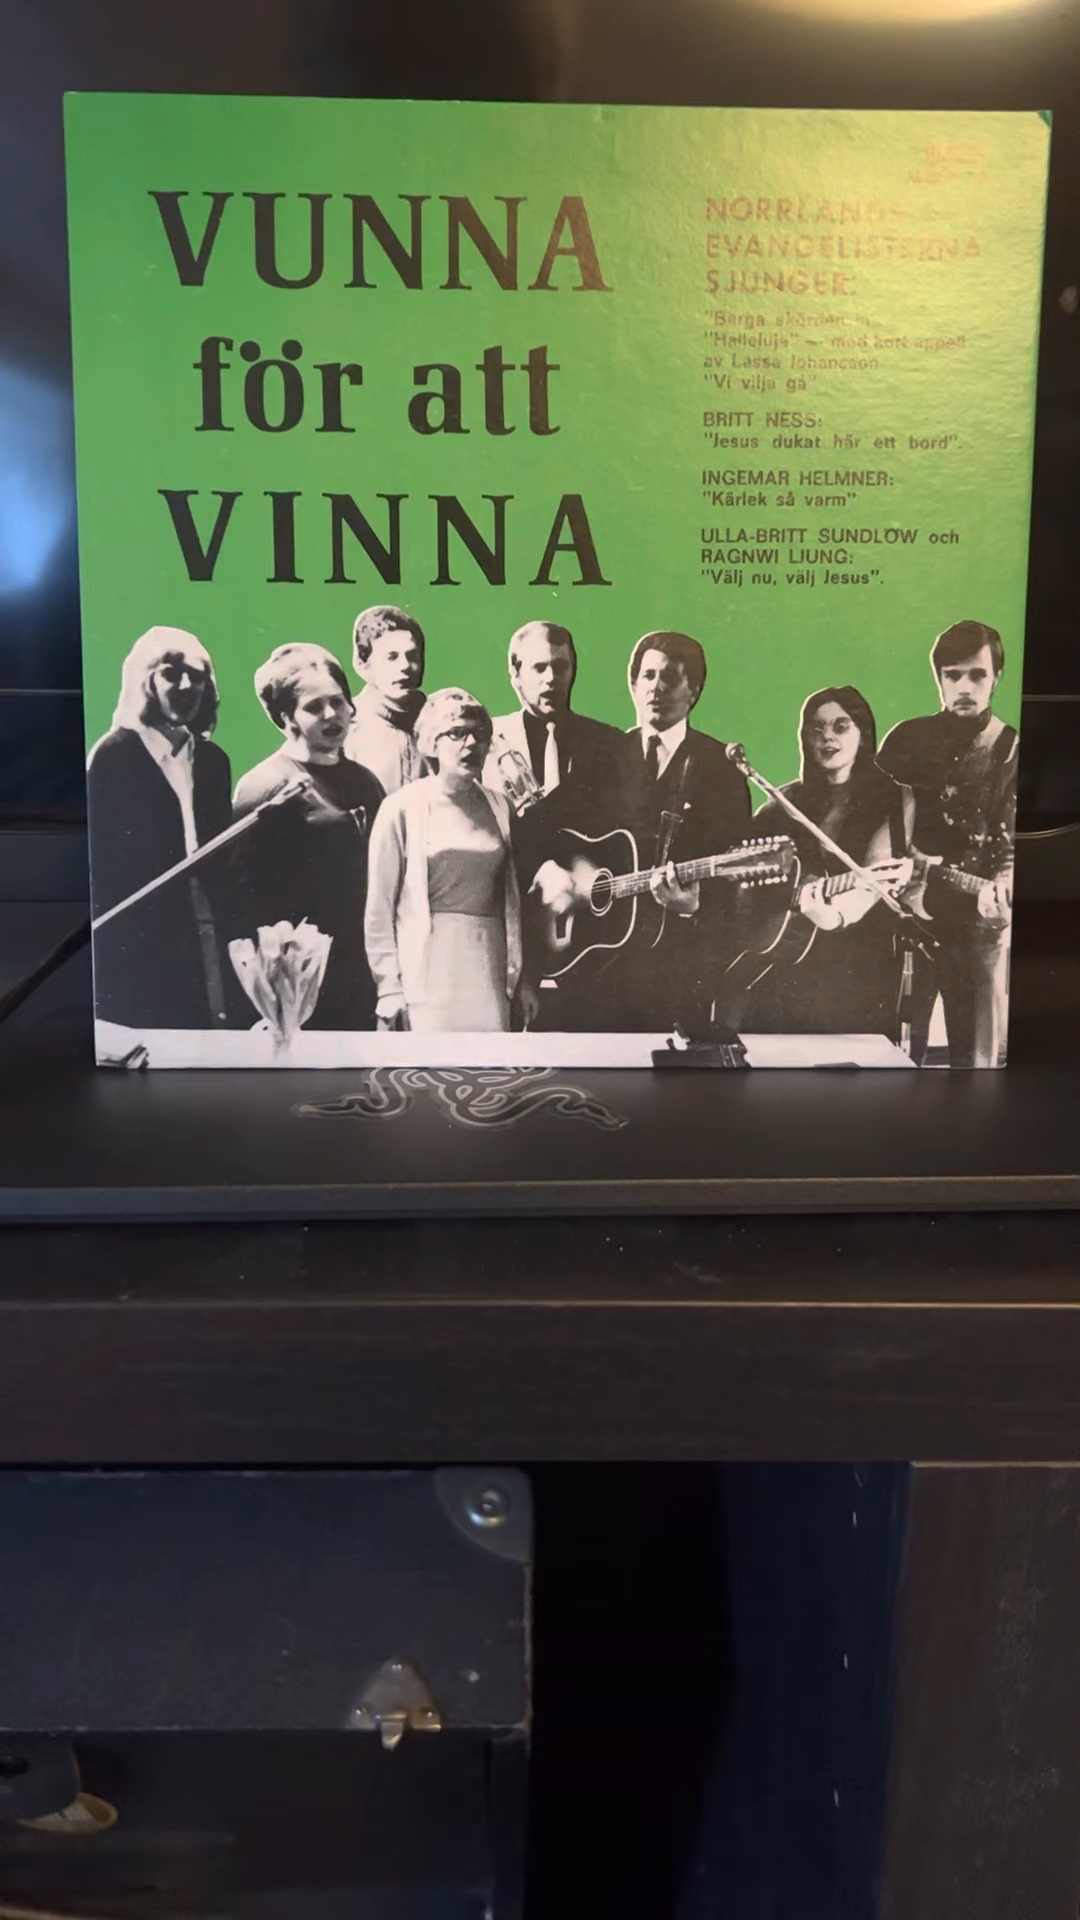 VUNNA
för att
VINNA
NORRLANDS
EVANGELISTERNA
SJUNGER:
"Berga skörden in
"Halleluja" — med kort appell
av Lasse Johansson.
"Vi vilja gå"
BRITT NESS:
"Jesus dukat här ett bord".
INGEMAR HELMNER:
"Kärlek så varm"
ULLA-BRITT SUNDLÖW och
RAGNWI LJUNG:
"Välj nu, välj Jesus".